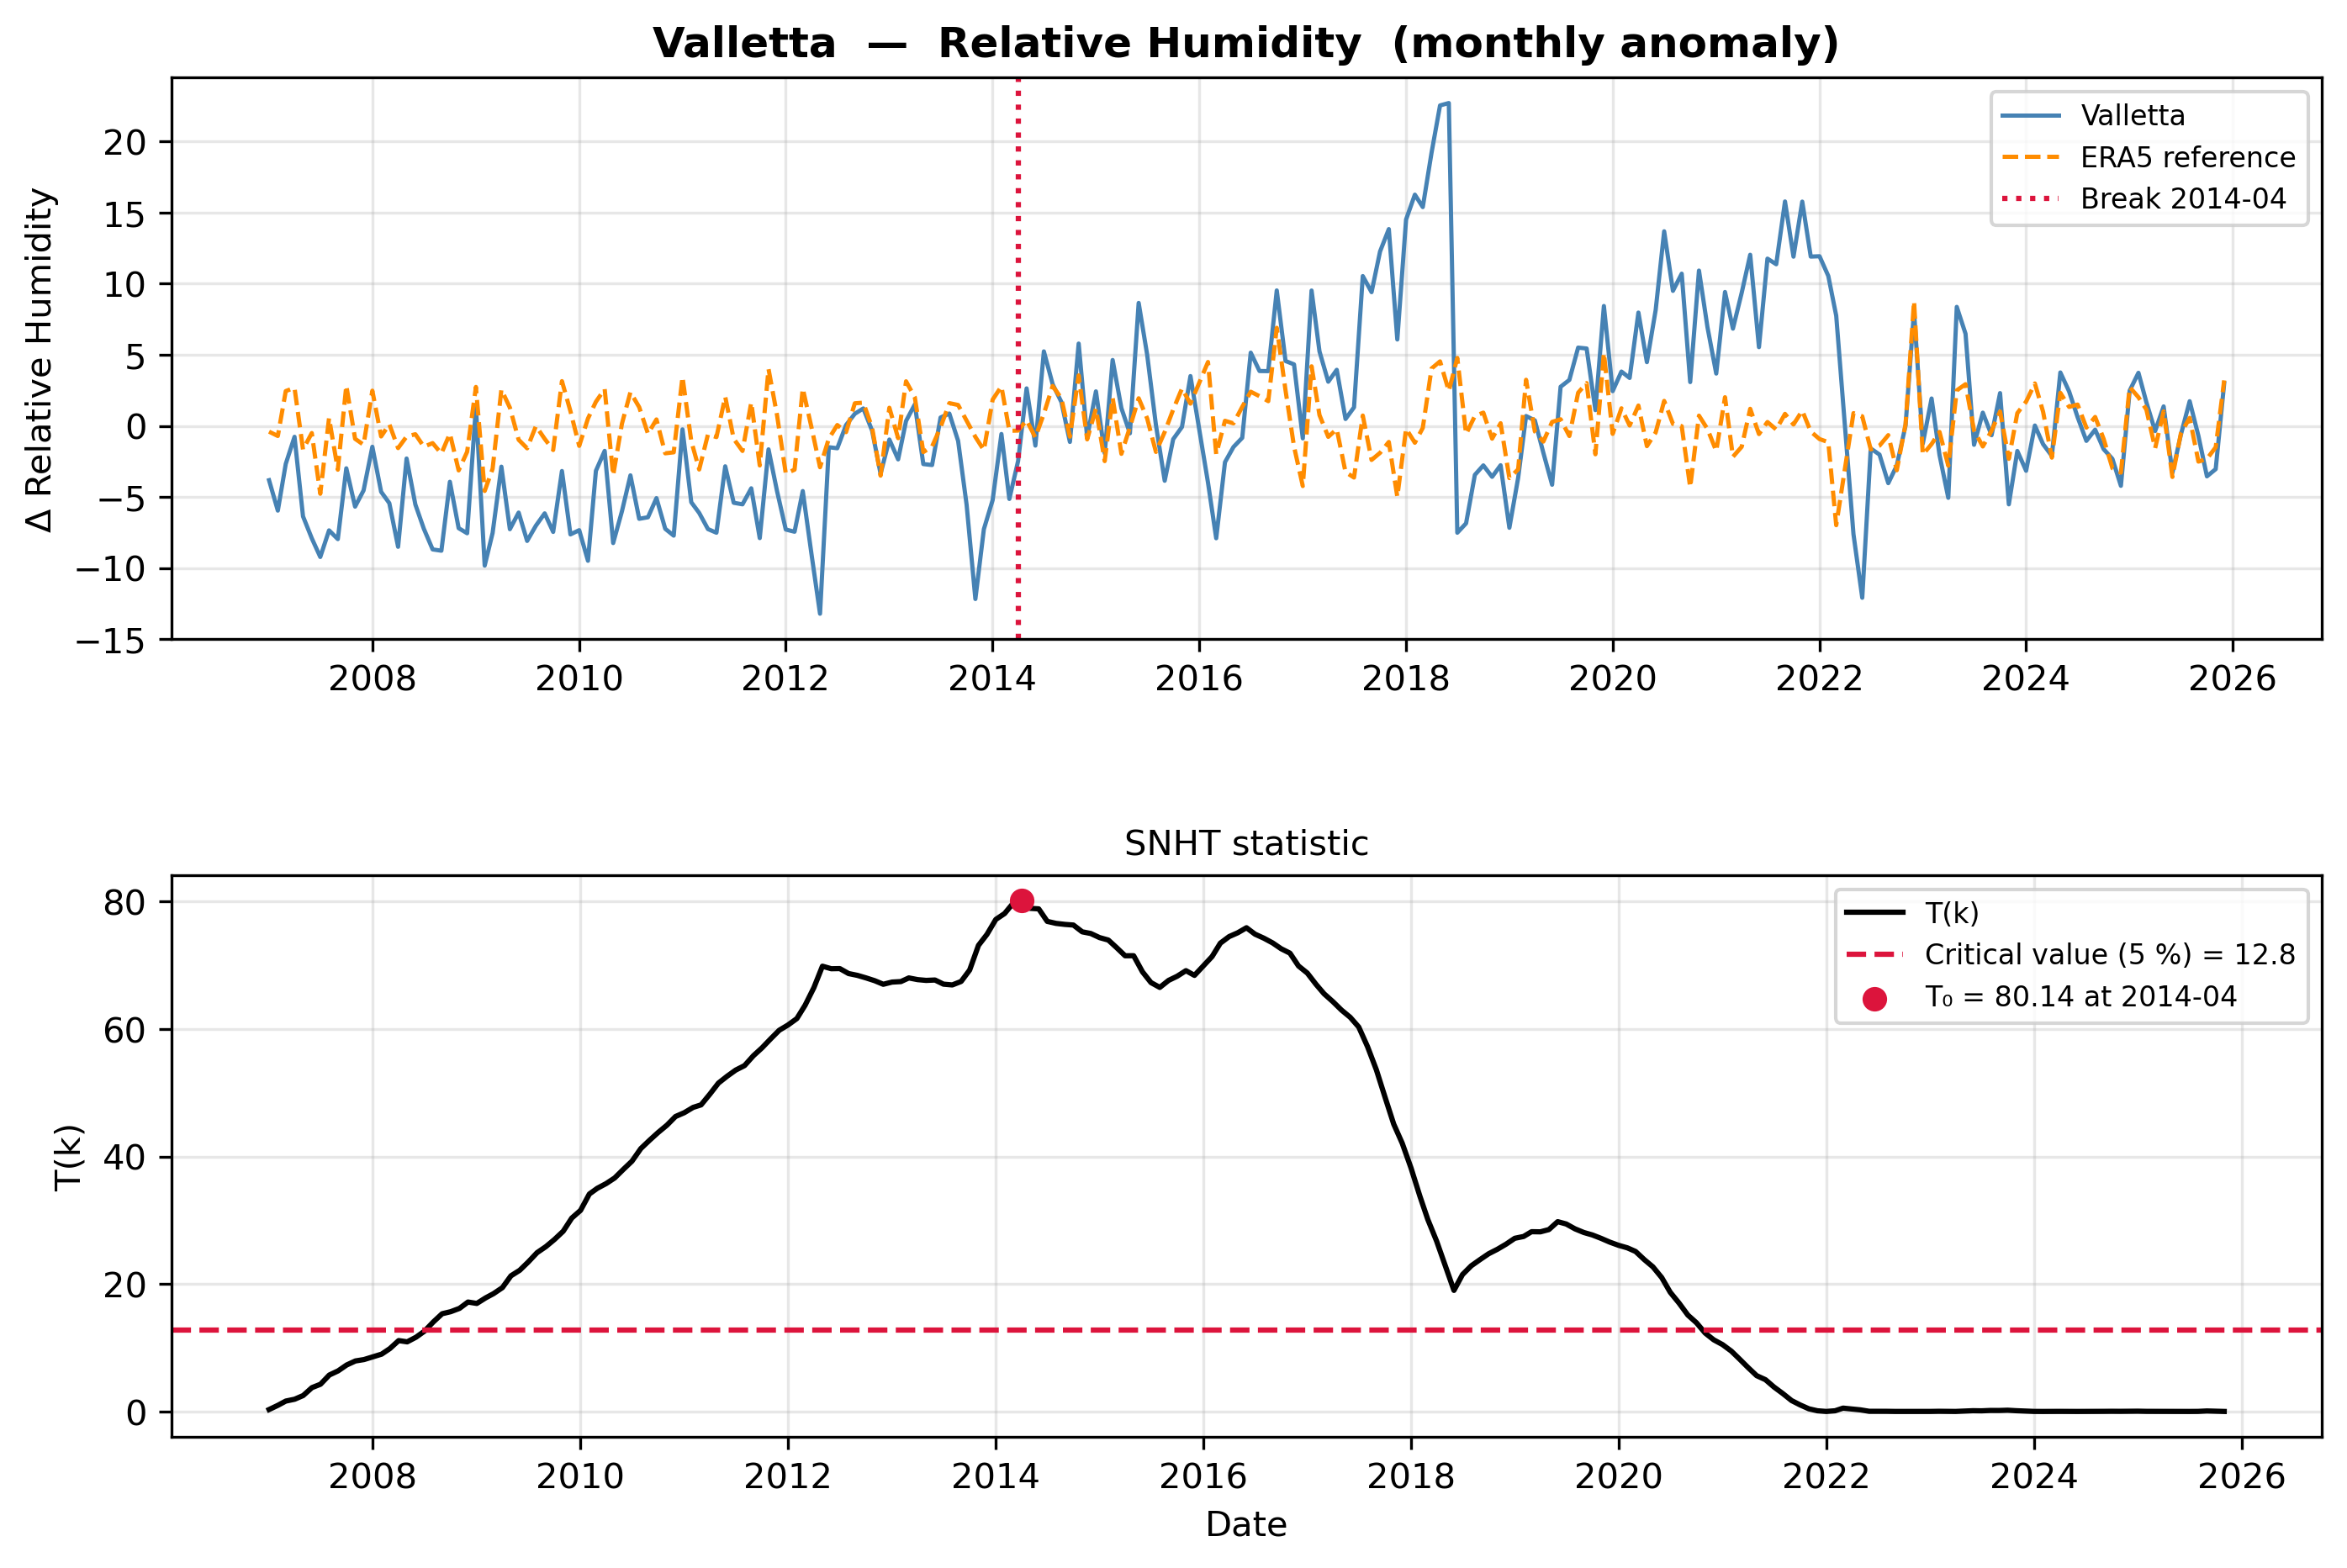 Valletta — Relative Humidity (monthly anomaly)
Δ Relative Humidity
20
15
10
5
0
−5
−10
−15
Valletta
ERA5 reference
Break 2014-04
2008 2010 2012 2014 2016 2018 2020 2022 2024 2026
SNHT statistic
T(k)
80
60
40
20
0
T(k)
Critical value (5 %) = 12.8
T₀ = 80.14 at 2014-04
2008 2010 2012 2014 2016 2018 2020 2022 2024 2026
Date